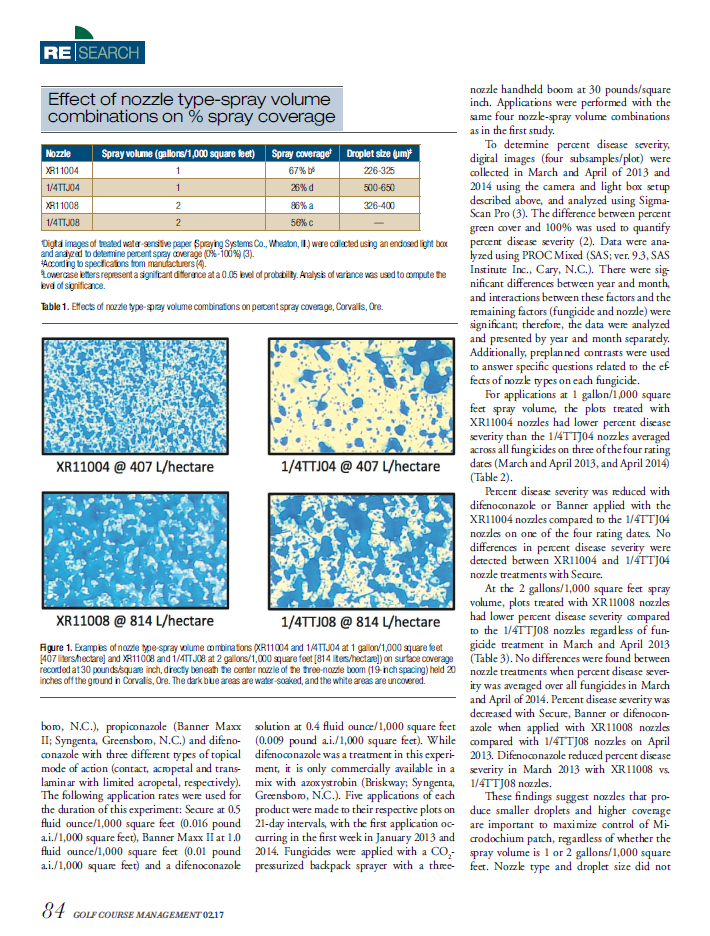 RE SEARCH
Effect of nozzle type-spray volume
combinations on % spray coverage
Nozzle Spray volume (gallons/1,000 square feet) Spray coverage† Droplet size (µm)‡
XR11004 1 67% b§ 226-325
1/4TTJ04 1 26% d 500-650
XR11008 2 86% a 326-400
1/4TTJ08 2 56% c —
†Digital images of treated water-sensitive paper (Spraying Systems Co., Wheaton, Ill.) were collected using an enclosed light box
and analyzed to determine percent spray coverage (0%-100%) (3).
‡According to specifications from manufacturers (4).
§Lowercase letters represent a significant difference at a 0.05 level of probability. Analysis of variance was used to compute the
level of significance.
Table 1. Effects of nozzle type-spray volume combinations on percent spray coverage, Corvallis, Ore.
XR11004 @ 407 L/hectare
1/4TTJ04 @ 407 L/hectare
XR11008 @ 814 L/hectare
1/4TTJ08 @ 814 L/hectare
Figure 1. Examples of nozzle type-spray volume combinations (XR11004 and 1/4TTJ04 at 1 gallon/1,000 square feet
[407 liters/hectare] and XR11008 and 1/4TTJ08 at 2 gallons/1,000 square feet [814 liters/hectare]) on surface coverage
recorded at 30 pounds/square inch, directly beneath the center nozzle of the three-nozzle boom (19-inch spacing) held 20
inches off the ground in Corvallis, Ore. The dark blue areas are water-soaked, and the white areas are uncovered.
boro, N.C.), propiconazole (Banner Maxx
II; Syngenta, Greensboro, N.C.) and difeno-
conazole with three different types of topical
mode of action (contact, acropetal and trans-
laminar with limited acropetal, respectively).
The following application rates were used for
the duration of this experiment: Secure at 0.5
fluid ounce/1,000 square feet (0.016 pound
a.i./1,000 square feet), Banner Maxx II at 1.0
fluid ounce/1,000 square feet (0.01 pound
a.i./1,000 square feet) and a difenoconazole
solution at 0.4 fluid ounce/1,000 square feet
(0.009 pound a.i./1,000 square feet). While
difenoconazole was a treatment in this experi-
ment, it is only commercially available in a
mix with azoxystrobin (Briskway; Syngenta,
Greensboro, N.C.). Five applications of each
product were made to their respective plots on
21-day intervals, with the first application oc-
curring in the first week in January 2013 and
2014. Fungicides were applied with a CO2-
pressurized backpack sprayer with a three-
nozzle handheld boom at 30 pounds/square
inch. Applications were performed with the
same four nozzle-spray volume combinations
as in the first study.
To determine percent disease severity,
digital images (four subsamples/plot) were
collected in March and April of 2013 and
2014 using the camera and light box setup
described above, and analyzed using Sigma-
Scan Pro (3). The difference between percent
green cover and 100% was used to quantify
percent disease severity (2). Data were ana-
lyzed using PROC Mixed (SAS; ver. 9.3, SAS
Institute Inc., Cary, N.C.). There were sig-
nificant differences between year and month,
and interactions between these factors and the
remaining factors (fungicide and nozzle) were
significant; therefore, the data were analyzed
and presented by year and month separately.
Additionally, preplanned contrasts were used
to answer specific questions related to the ef-
fects of nozzle types on each fungicide.
For applications at 1 gallon/1,000 square
feet spray volume, the plots treated with
XR11004 nozzles had lower percent disease
severity than the 1/4TTJ04 nozzles averaged
across all fungicides on three of the four rating
dates (March and April 2013, and April 2014)
(Table 2).
Percent disease severity was reduced with
difenoconazole or Banner applied with the
XR11004 nozzles compared to the 1/4TTJ04
nozzles on one of the four rating dates. No
differences in percent disease severity were
detected between XR11004 and 1/4TTJ04
nozzle treatments with Secure.
At the 2 gallons/1,000 square feet spray
volume, plots treated with XR11008 nozzles
had lower percent disease severity compared
to the 1/4TTJ08 nozzles regardless of fun-
gicide treatment in March and April 2013
(Table 3). No differences were found between
nozzle treatments when percent disease sever-
ity was averaged over all fungicides in March
and April of 2014. Percent disease severity was
decreased with Secure, Banner or difenocon-
azole when applied with XR11008 nozzles
compared with 1/4TTJ08 nozzles on April
2013. Difenoconazole reduced percent disease
severity in March 2013 with XR11008 vs.
1/4TTJ08 nozzles.
These findings suggest nozzles that pro-
duce smaller droplets and higher coverage
are important to maximize control of Mi-
crodochium patch, regardless of whether the
spray volume is 1 or 2 gallons/1,000 square
feet. Nozzle type and droplet size did not
84 GOLF COURSE MANAGEMENT 02.17